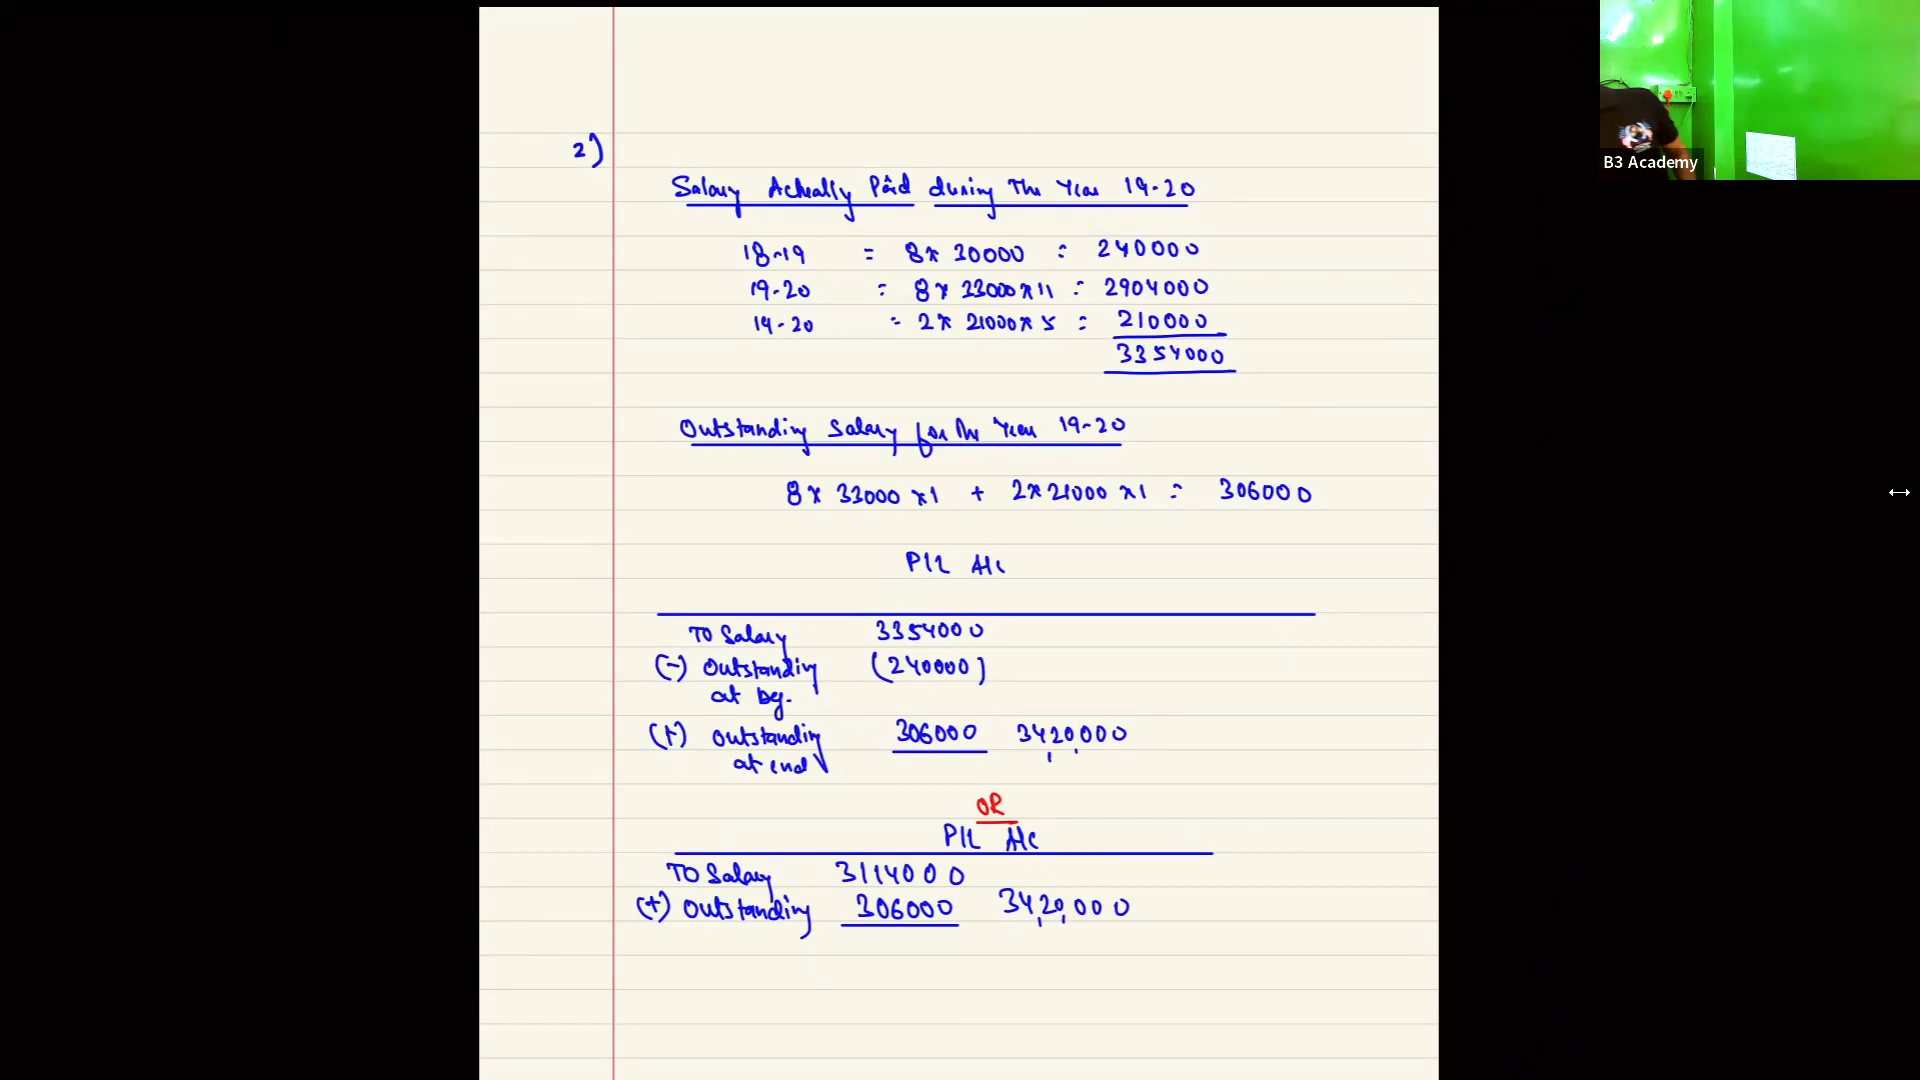 2)
Salary Actually Paid during The Year 19-20
18-19 = 8 x 30000 = 240000
19-20 = 8 x 33000 x 11 = 2904000
19-20 = 2 x 21000 x 5 = 210000
3354000
Outstanding Salary for the Year 19-20
8 x 33000 x 1 + 2 x 21000 x 1 = 306000
P/L A/c
TO Salary 3354000
(-) Outstanding (240000)
at beg.
(+) Outstanding 306000 3420,000
at end
OR
P/L A/c
TO Salary 3114000
(+) Outstanding 306000 34,20,000
B3 Academy